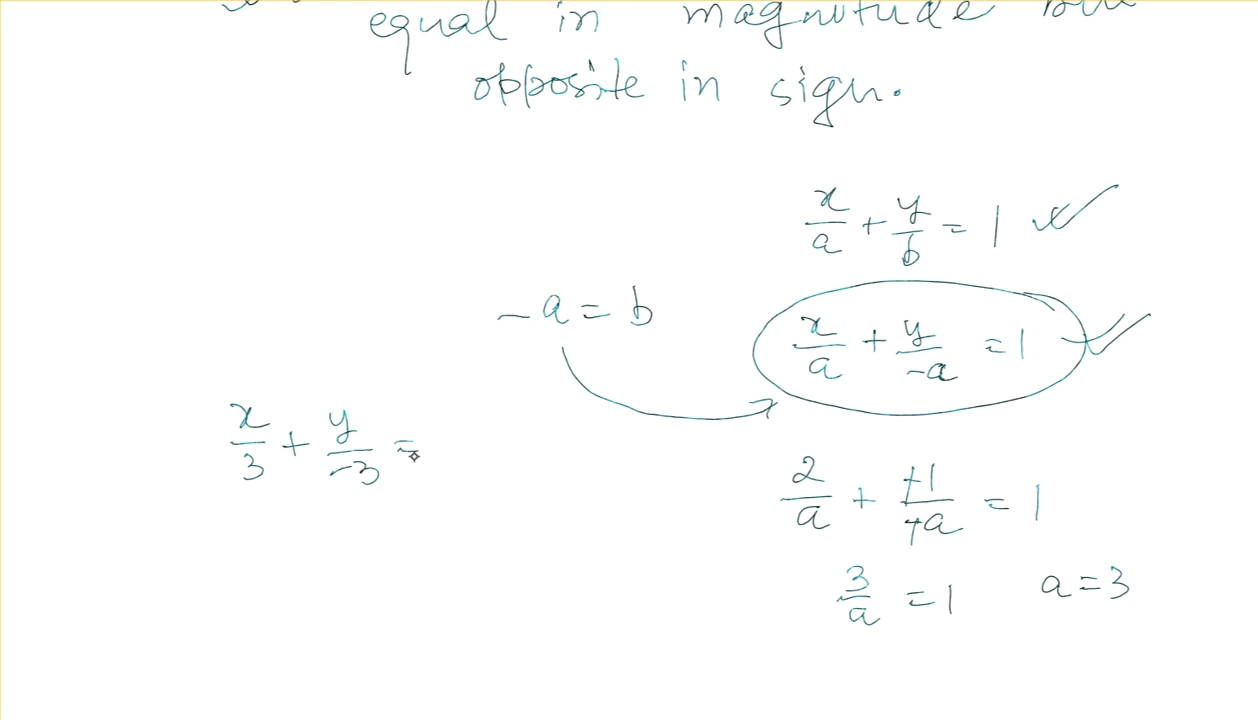 equal in magnitude but
opposite in sign.
x/a + y/b = 1
-a = b
x/a + y/-a = 1
x/3 + y/-3 =
2/a + +1/+a = 1
3/a = 1 a = 3